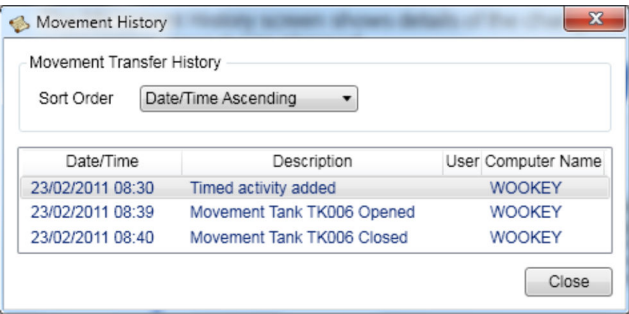 Movement History
Movement Transfer History
Sort Order Date/Time Ascending
Date/Time Description User Computer Name
23/02/2011 08:30 Timed activity added WOOKEY
23/02/2011 08:39 Movement Tank TK006 Opened WOOKEY
23/02/2011 08:40 Movement Tank TK006 Closed WOOKEY
Close